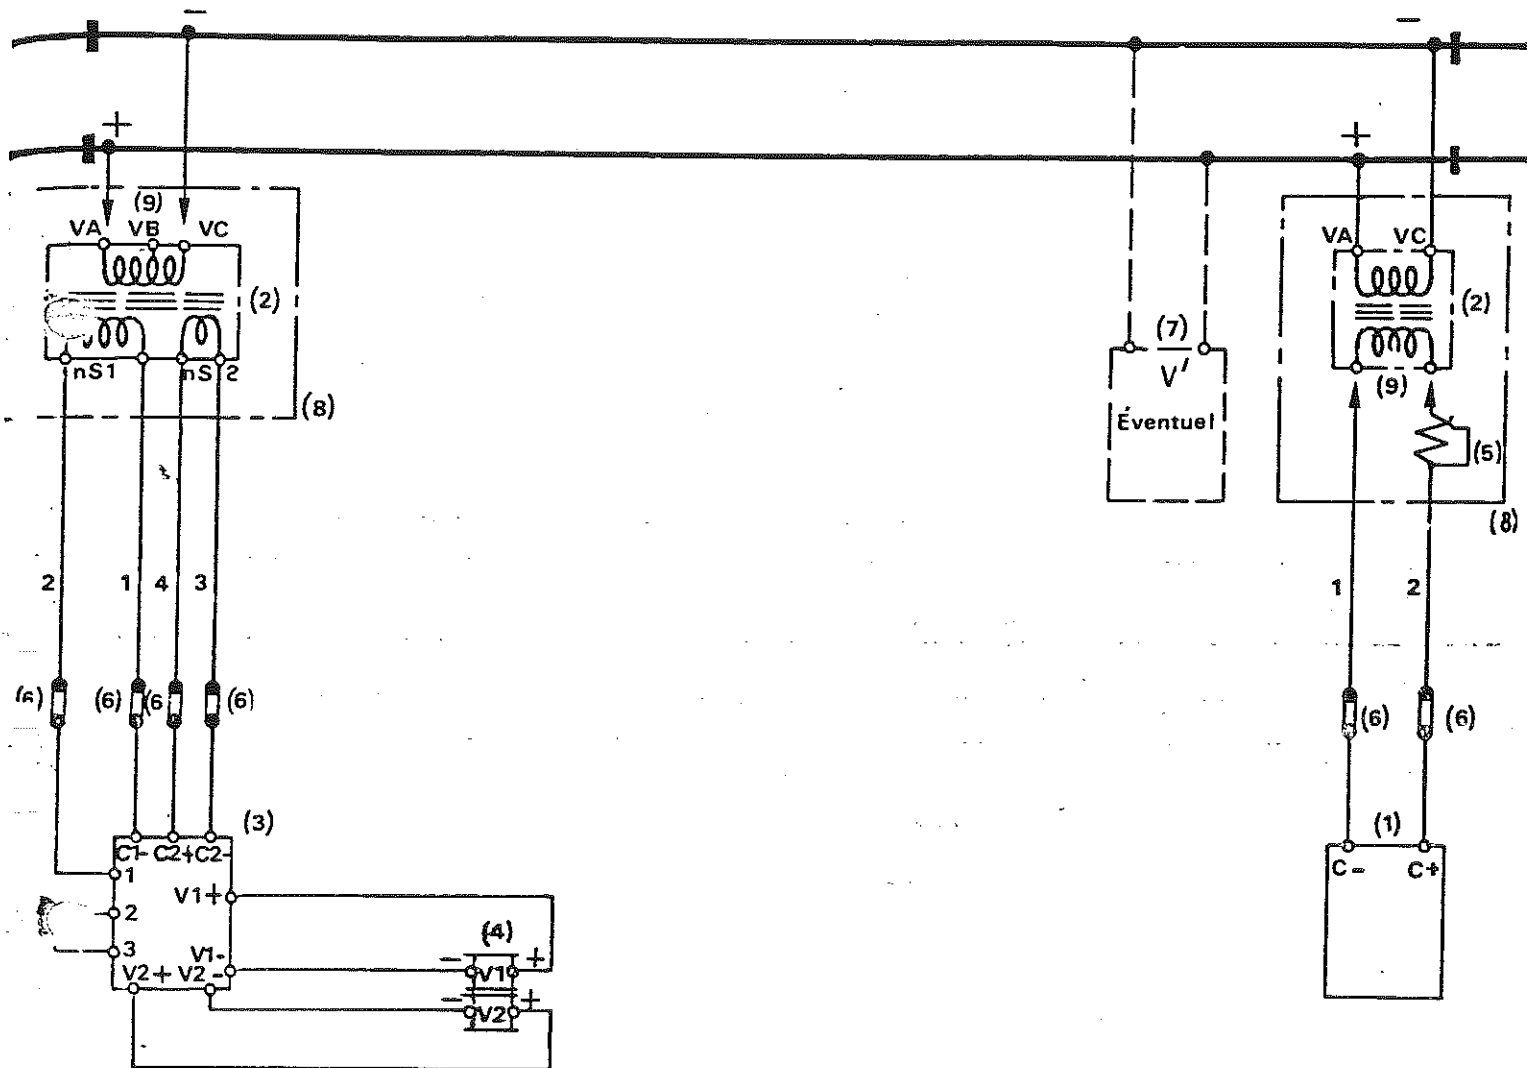 − −
+ +
(9)
VA VB VC
VA VC
(2)
(2)
(7)
V′
(9)
nS1 nS2
(8)
Éventuel
(5)
(8)
2 1 4 3
1 2
(6) (6) (6 (6)
(6) (6)
(3)
(1)
C1- C2+ C2-
C- C+
1
V1+
2
(4)
3
V1-
- V1 +
V2+ V2-
- V2 +